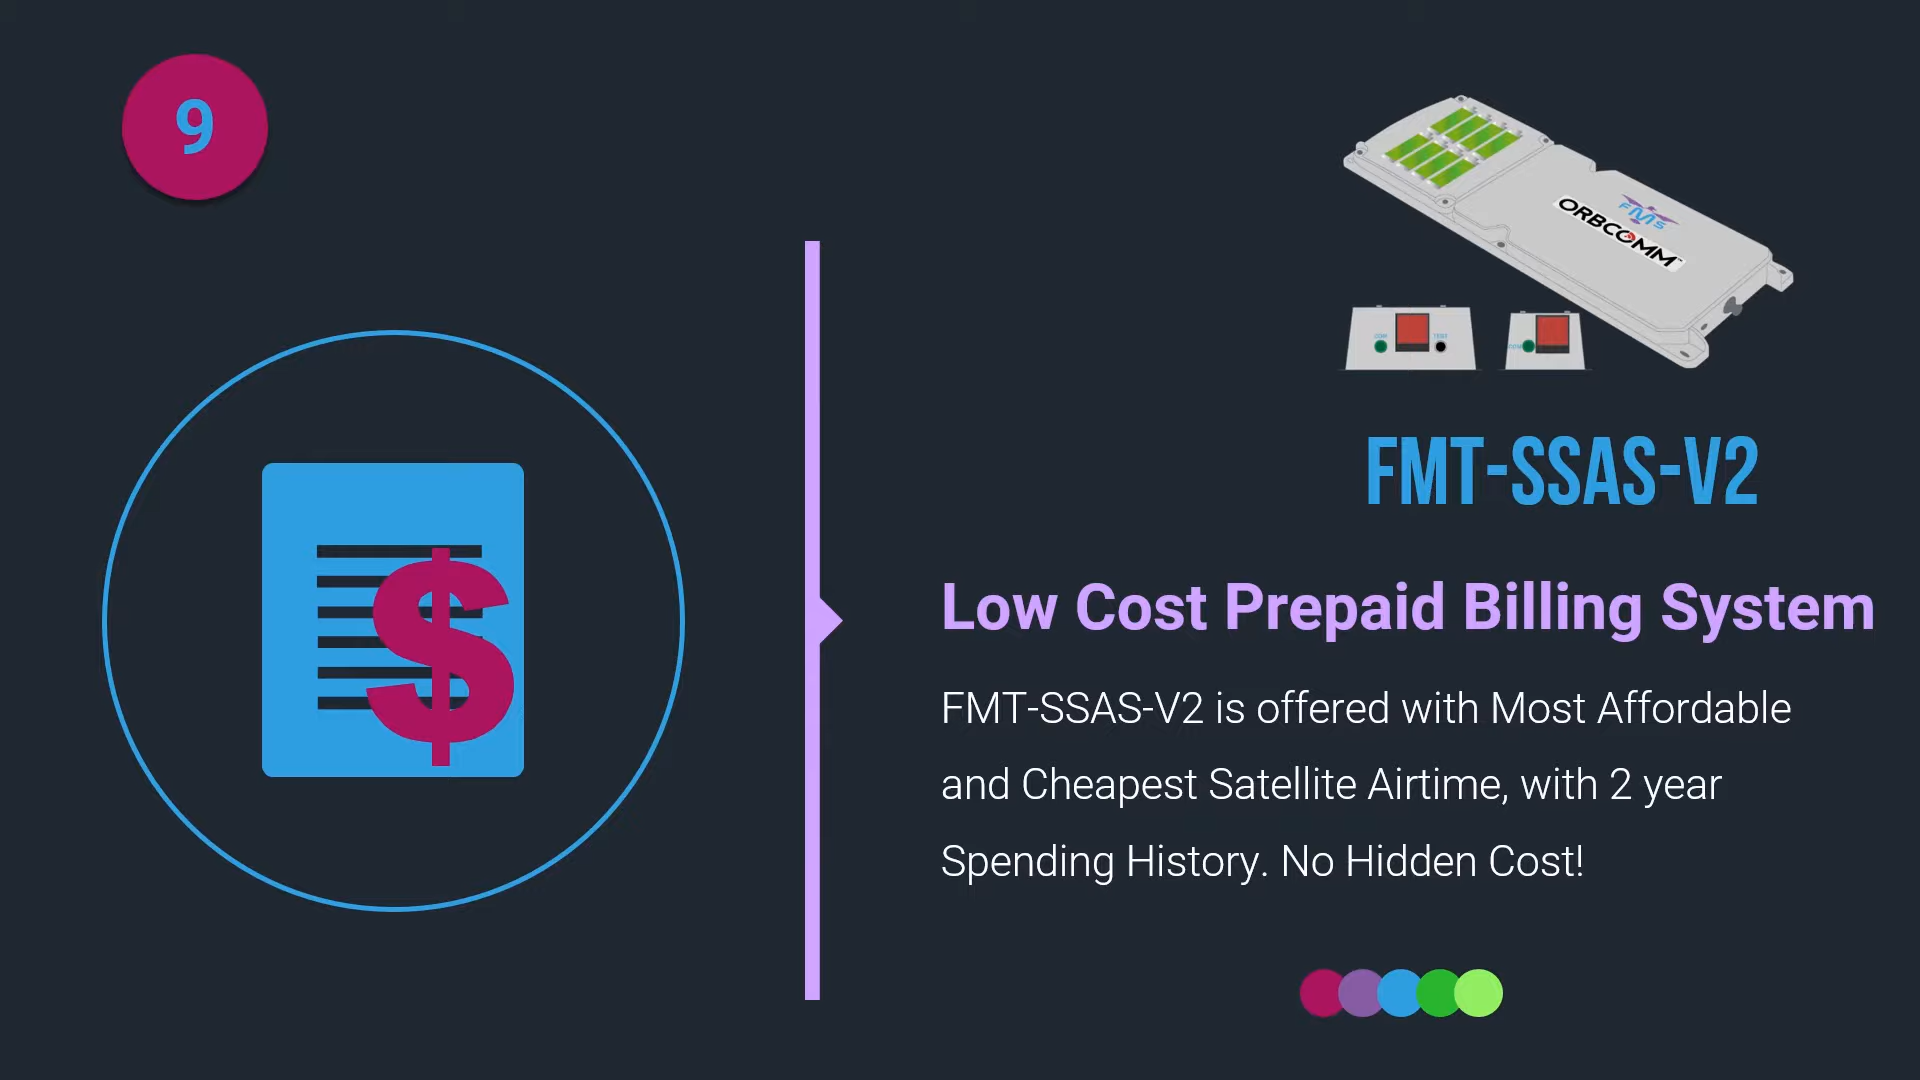 9
FMS
ORBCOMM
FMT-SSAS-V2
Low Cost Prepaid Billing System
FMT-SSAS-V2 is offered with Most Affordable
and Cheapest Satellite Airtime, with 2 year
Spending History. No Hidden Cost!
$